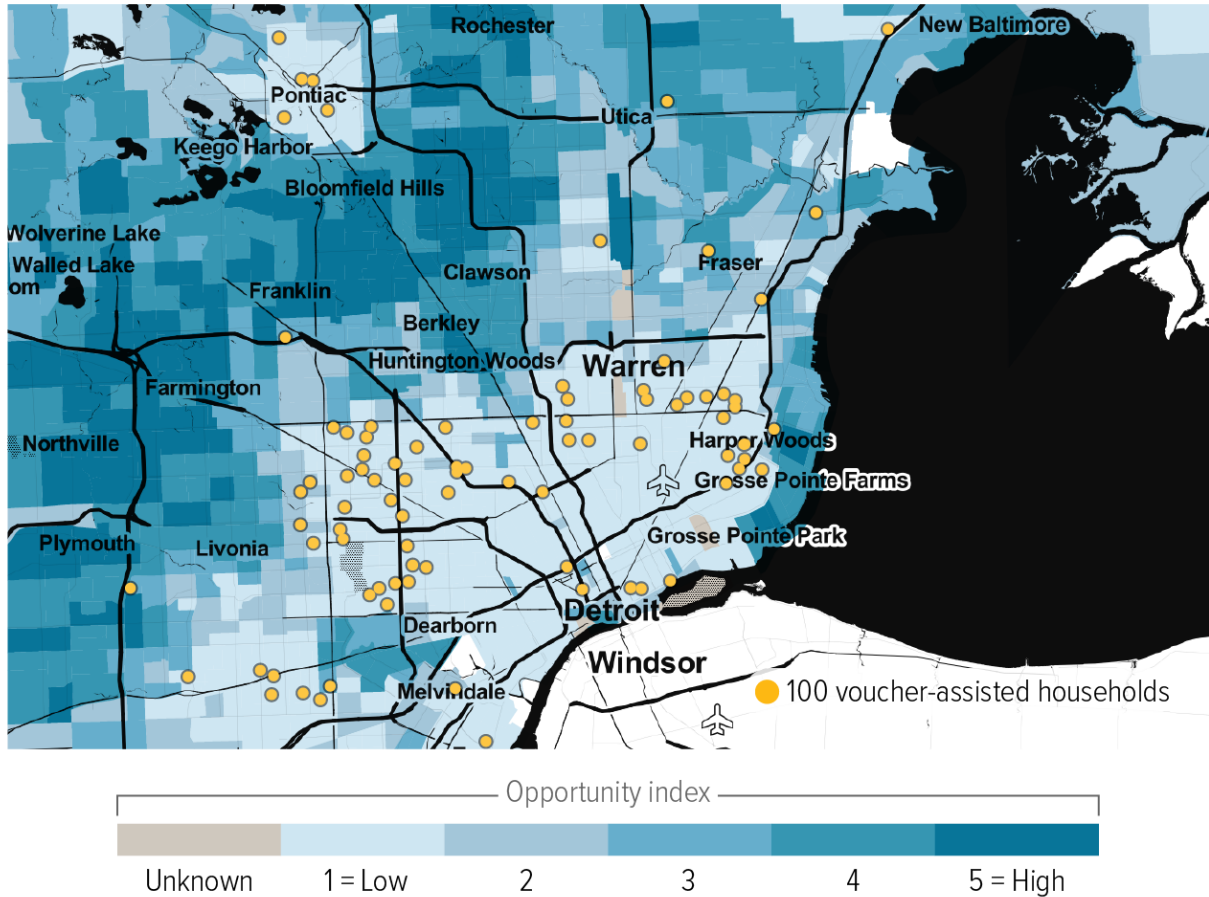 Rochester
New Baltimore
Pontiac
Utica
Keego Harbor
Bloomfield Hills
Wolverine Lake
Walled Lake
om
Clawson
Fraser
Franklin
Berkley
Huntington Woods
Warren
Farmington
Northville
Harper Woods
Grosse Pointe Farms
Plymouth
Livonia
Grosse Pointe Park
Detroit
Dearborn
Windsor
Melvindale
100 voucher-assisted households
Opportunity index
Unknown
1 = Low
2
3
4
5 = High